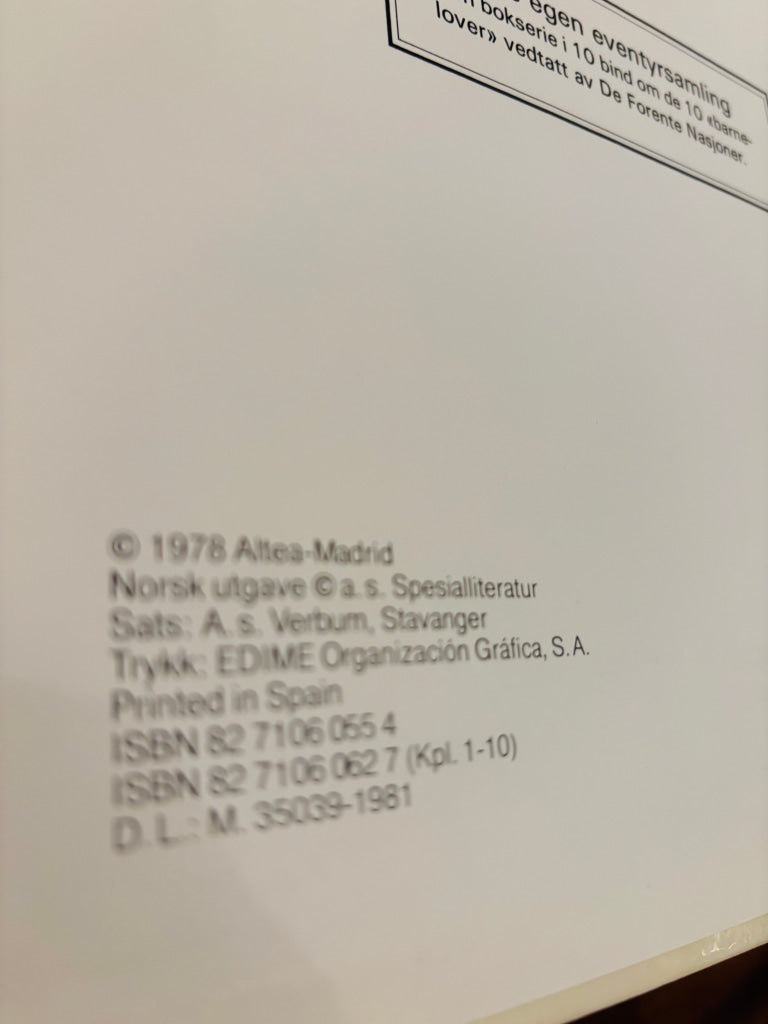 egen eventyrsamling
bokserie i 10 bind om de 10 «barne-
lover» vedtatt av De Forente Nasjoner.
© 1978 Altea-Madrid
Norsk utgave © a. s. Spesialliteratur
Sats: A. s. Verbum, Stavanger
Trykk: EDIME Organización Gráfica, S. A.
Printed in Spain
ISBN 82 7106 055 4
ISBN 82 7106 062 7 (Kpl. 1-10)
D. L.: M. 35039-1981